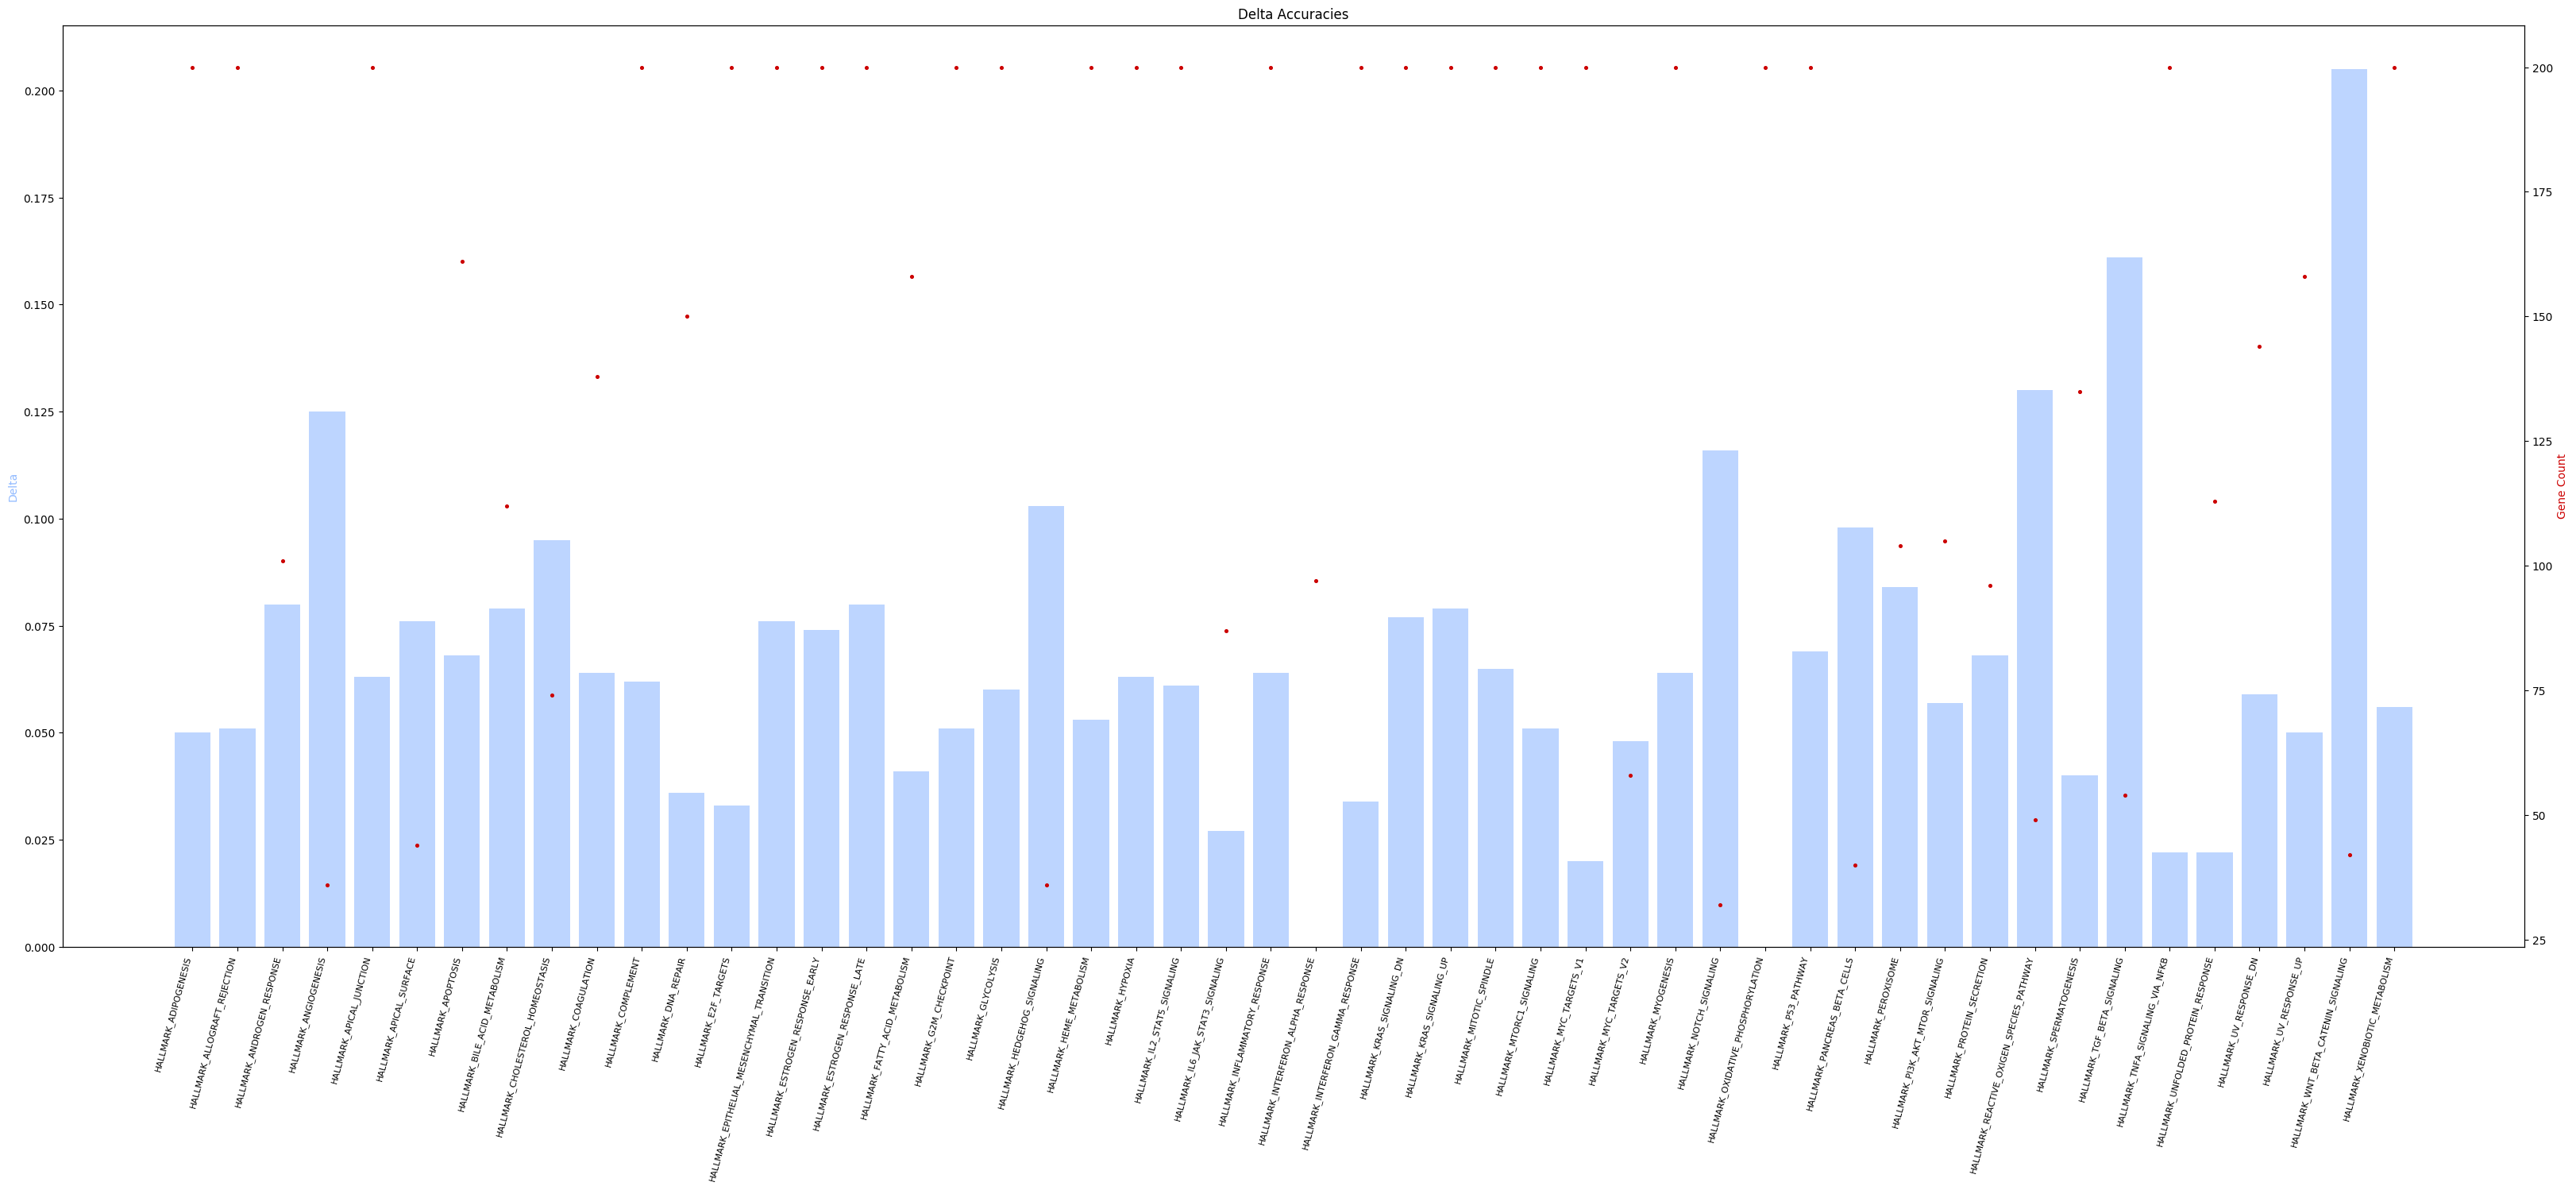 Delta Accuracies
0.200
0.175
0.150
0.125
0.100
0.075
0.050
0.025
0.000
Delta
200
175
150
125
100
75
50
25
Gene Count
HALLMARK_ADIPOGENESIS
HALLMARK_ALLOGRAFT_REJECTION
HALLMARK_ANDROGEN_RESPONSE
HALLMARK_ANGIOGENESIS
HALLMARK_APICAL_JUNCTION
HALLMARK_APICAL_SURFACE
HALLMARK_APOPTOSIS
HALLMARK_BILE_ACID_METABOLISM
HALLMARK_CHOLESTEROL_HOMEOSTASIS
HALLMARK_COAGULATION
HALLMARK_COMPLEMENT
HALLMARK_DNA_REPAIR
HALLMARK_E2F_TARGETS
HALLMARK_EPITHELIAL_MESENCHYMAL_TRANSITION
HALLMARK_ESTROGEN_RESPONSE_EARLY
HALLMARK_ESTROGEN_RESPONSE_LATE
HALLMARK_FATTY_ACID_METABOLISM
HALLMARK_G2M_CHECKPOINT
HALLMARK_GLYCOLYSIS
HALLMARK_HEDGEHOG_SIGNALING
HALLMARK_HEME_METABOLISM
HALLMARK_HYPOXIA
HALLMARK_IL2_STAT5_SIGNALING
HALLMARK_IL6_JAK_STAT3_SIGNALING
HALLMARK_INFLAMMATORY_RESPONSE
HALLMARK_INTERFERON_ALPHA_RESPONSE
HALLMARK_INTERFERON_GAMMA_RESPONSE
HALLMARK_KRAS_SIGNALING_DN
HALLMARK_KRAS_SIGNALING_UP
HALLMARK_MITOTIC_SPINDLE
HALLMARK_MTORC1_SIGNALING
HALLMARK_MYC_TARGETS_V1
HALLMARK_MYC_TARGETS_V2
HALLMARK_MYOGENESIS
HALLMARK_NOTCH_SIGNALING
HALLMARK_OXIDATIVE_PHOSPHORYLATION
HALLMARK_P53_PATHWAY
HALLMARK_PANCREAS_BETA_CELLS
HALLMARK_PEROXISOME
HALLMARK_PI3K_AKT_MTOR_SIGNALING
HALLMARK_PROTEIN_SECRETION
HALLMARK_REACTIVE_OXIGEN_SPECIES_PATHWAY
HALLMARK_SPERMATOGENESIS
HALLMARK_TGF_BETA_SIGNALING
HALLMARK_TNFA_SIGNALING_VIA_NFKB
HALLMARK_UNFOLDED_PROTEIN_RESPONSE
HALLMARK_UV_RESPONSE_DN
HALLMARK_UV_RESPONSE_UP
HALLMARK_WNT_BETA_CATENIN_SIGNALING
HALLMARK_XENOBIOTIC_METABOLISM